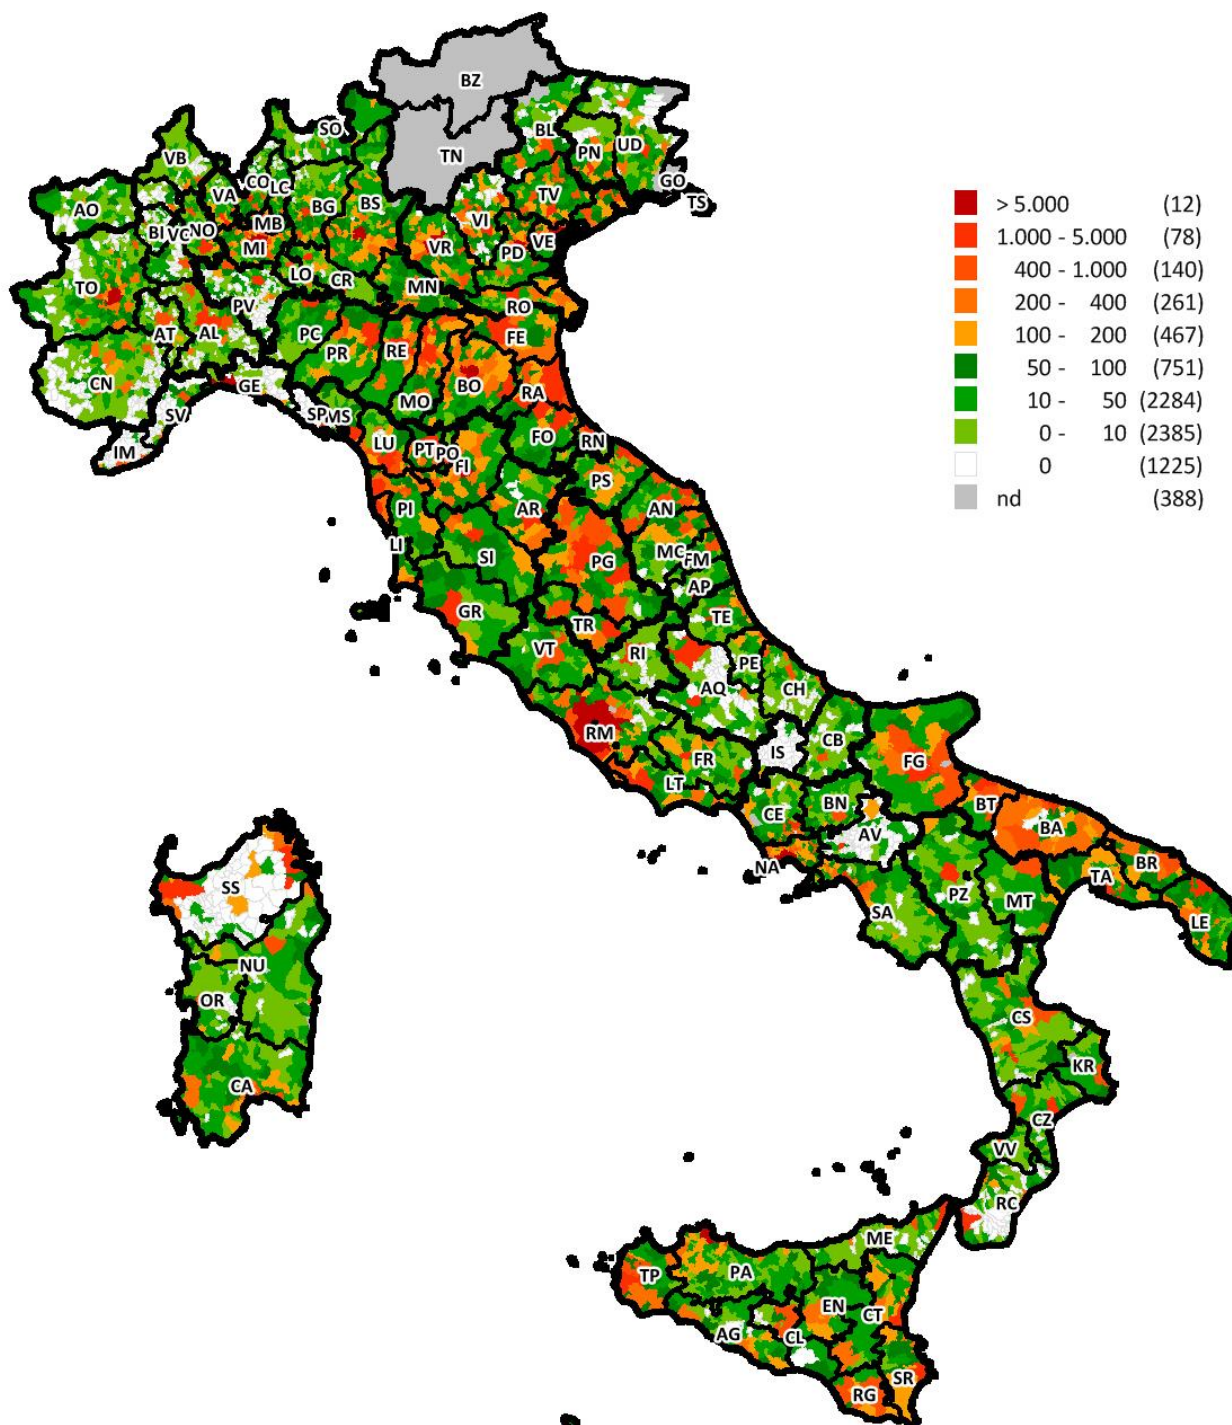 BZ
SO
BL
TN
PN
UD
VB
GO
TS
CO
LC
VA
AO
BG
BS
TV
VI
BI
VC
NO
MB
MI
VR
PD
VE
TO
LO
CR
MN
PV
RO
AT
AL
PC
PR
RE
FE
CN
GE
BO
MO
RA
SV
SP
MS
IM
LU
PT
PO
FI
FO
RN
PS
PI
AR
AN
LI
SI
MC
FM
PG
AP
GR
TR
TE
VT
RI
PE
AQ
CH
RM
IS
CB
FR
FG
LT
CE
BN
BT
BA
AV
NA
BR
TA
SS
PZ
MT
SA
LE
NU
OR
CS
CA
KR
CZ
VV
RC
ME
TP
PA
EN
CT
AG
CL
SR
RG
> 5.000 (12)
1.000 - 5.000 (78)
400 - 1.000 (140)
200 - 400 (261)
100 - 200 (467)
50 - 100 (751)
10 - 50 (2284)
0 - 10 (2385)
0 (1225)
nd (388)